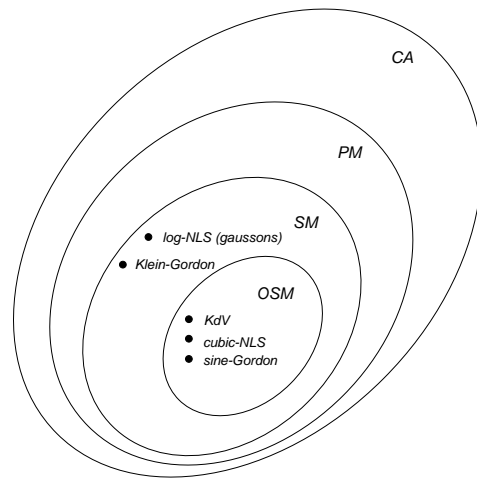 CA
PM
SM
log-NLS (gaussons)
Klein-Gordon
OSM
KdV
cubic-NLS
sine-Gordon